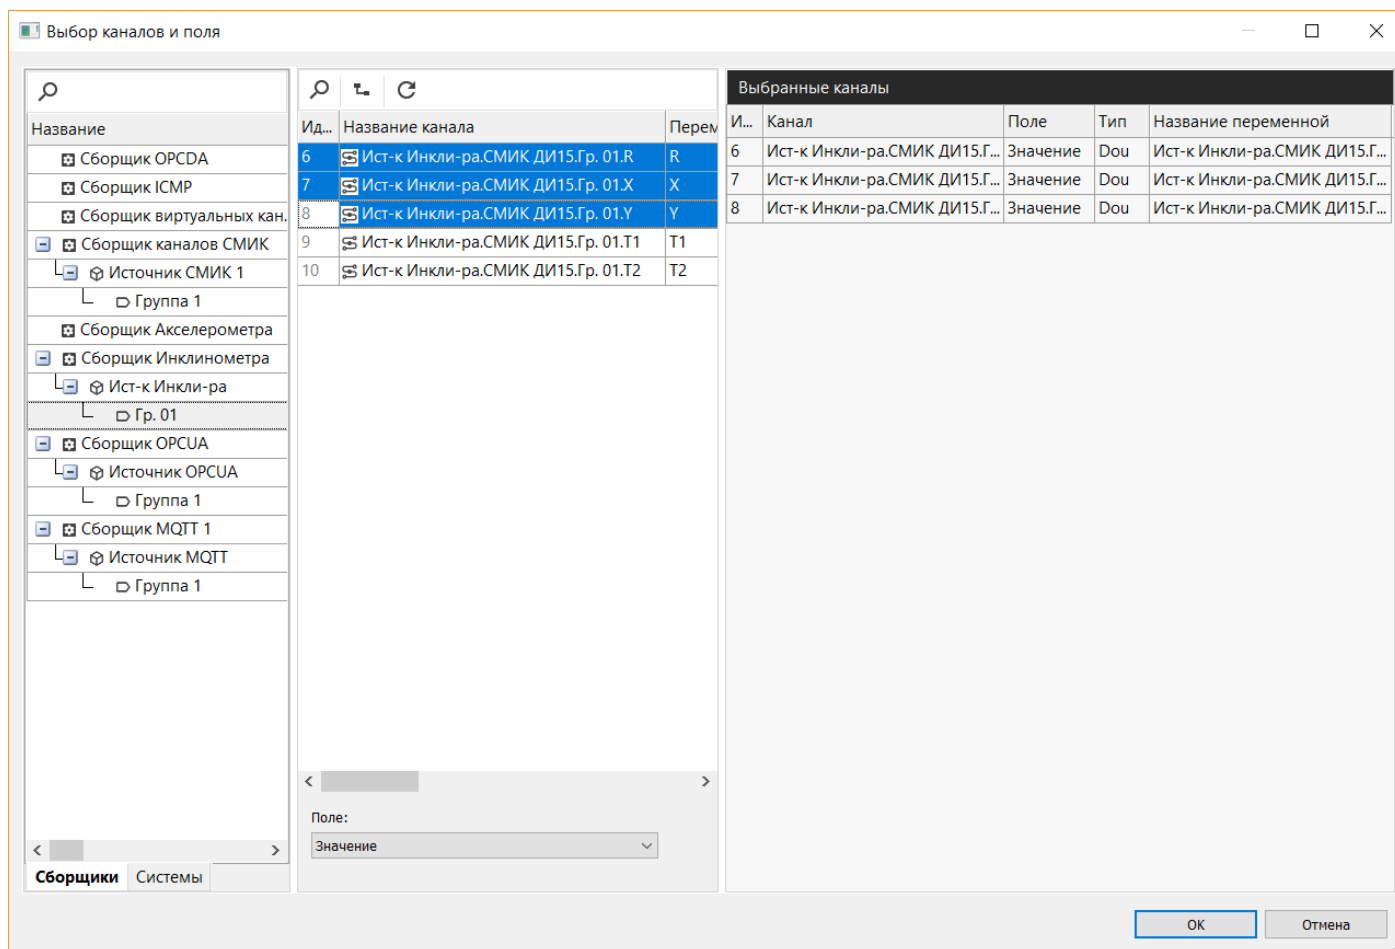 Выбор каналов и поля
Название
Сборщик OPCDA
Сборщик ICMP
Сборщик виртуальных кан.
Сборщик каналов СМИК
Источник СМИК 1
Группа 1
Сборщик Акселерометра
Сборщик Инклинометра
Ист-к Инкли-ра
Гр. 01
Сборщик OPCUA
Источник OPCUA
Группа 1
Сборщик MQTT 1
Источник MQTT
Группа 1
Сборщики Системы
Ид... Название канала Перем
6 Ист-к Инкли-ра.СМИК ДИ15.Гр. 01.R R
7 Ист-к Инкли-ра.СМИК ДИ15.Гр. 01.X X
8 Ист-к Инкли-ра.СМИК ДИ15.Гр. 01.Y Y
9 Ист-к Инкли-ра.СМИК ДИ15.Гр. 01.T1 T1
10 Ист-к Инкли-ра.СМИК ДИ15.Гр. 01.T2 T2
Поле:
Значение
Выбранные каналы
И... Канал Поле Тип Название переменной
6 Ист-к Инкли-ра.СМИК ДИ15.Г... Значение Dou Ист-к Инкли-ра.СМИК ДИ15.Г...
7 Ист-к Инкли-ра.СМИК ДИ15.Г... Значение Dou Ист-к Инкли-ра.СМИК ДИ15.Г...
8 Ист-к Инкли-ра.СМИК ДИ15.Г... Значение Dou Ист-к Инкли-ра.СМИК ДИ15.Г...
ОК Отмена